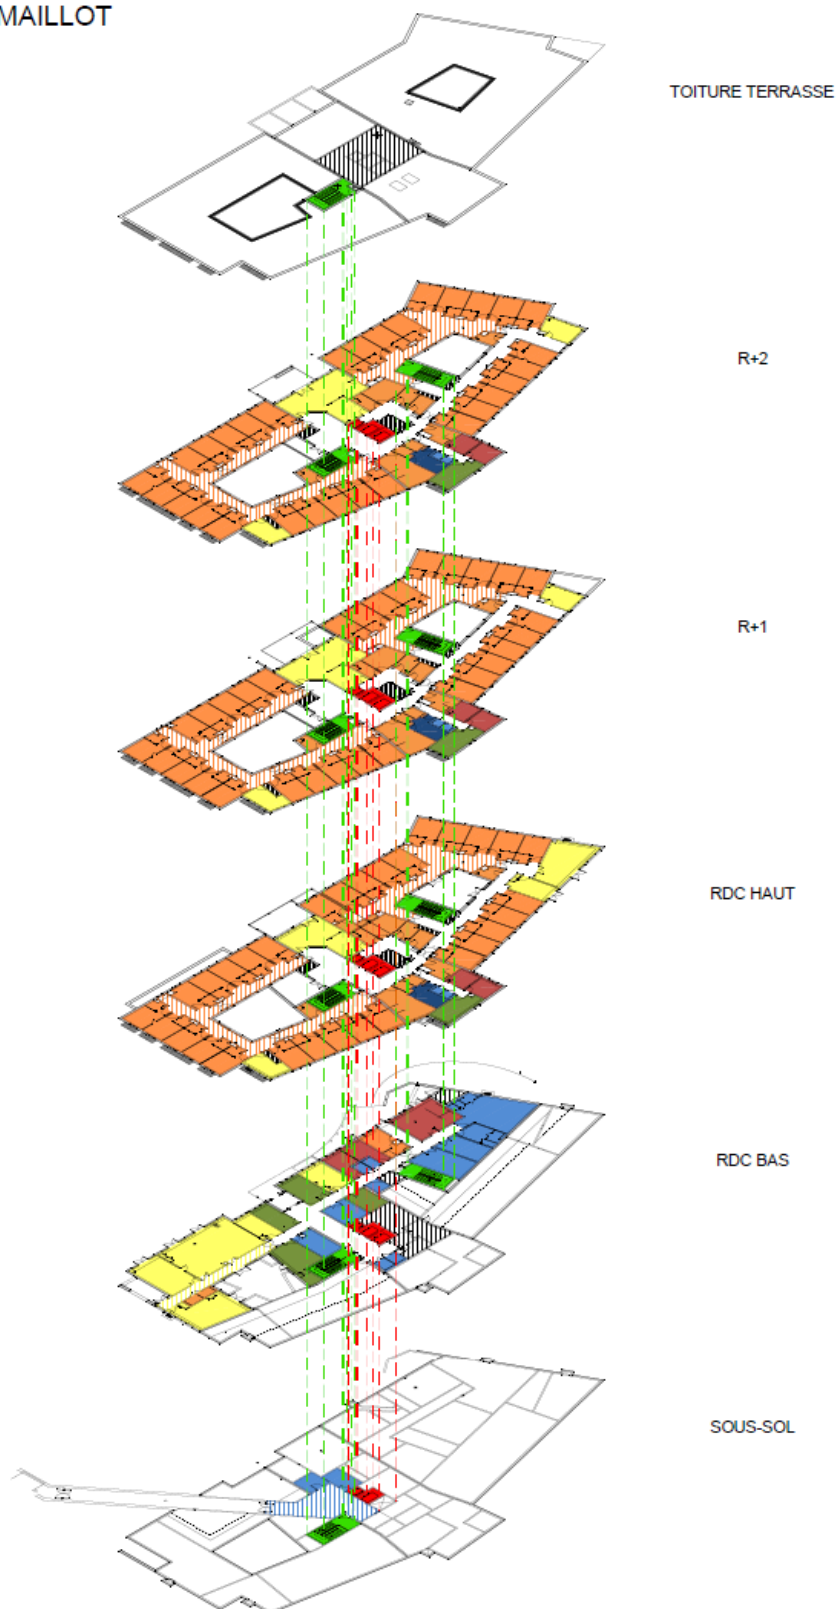 MAILLOT
TOITURE TERRASSE
R+2
R+1
RDC HAUT
RDC BAS
SOUS-SOL